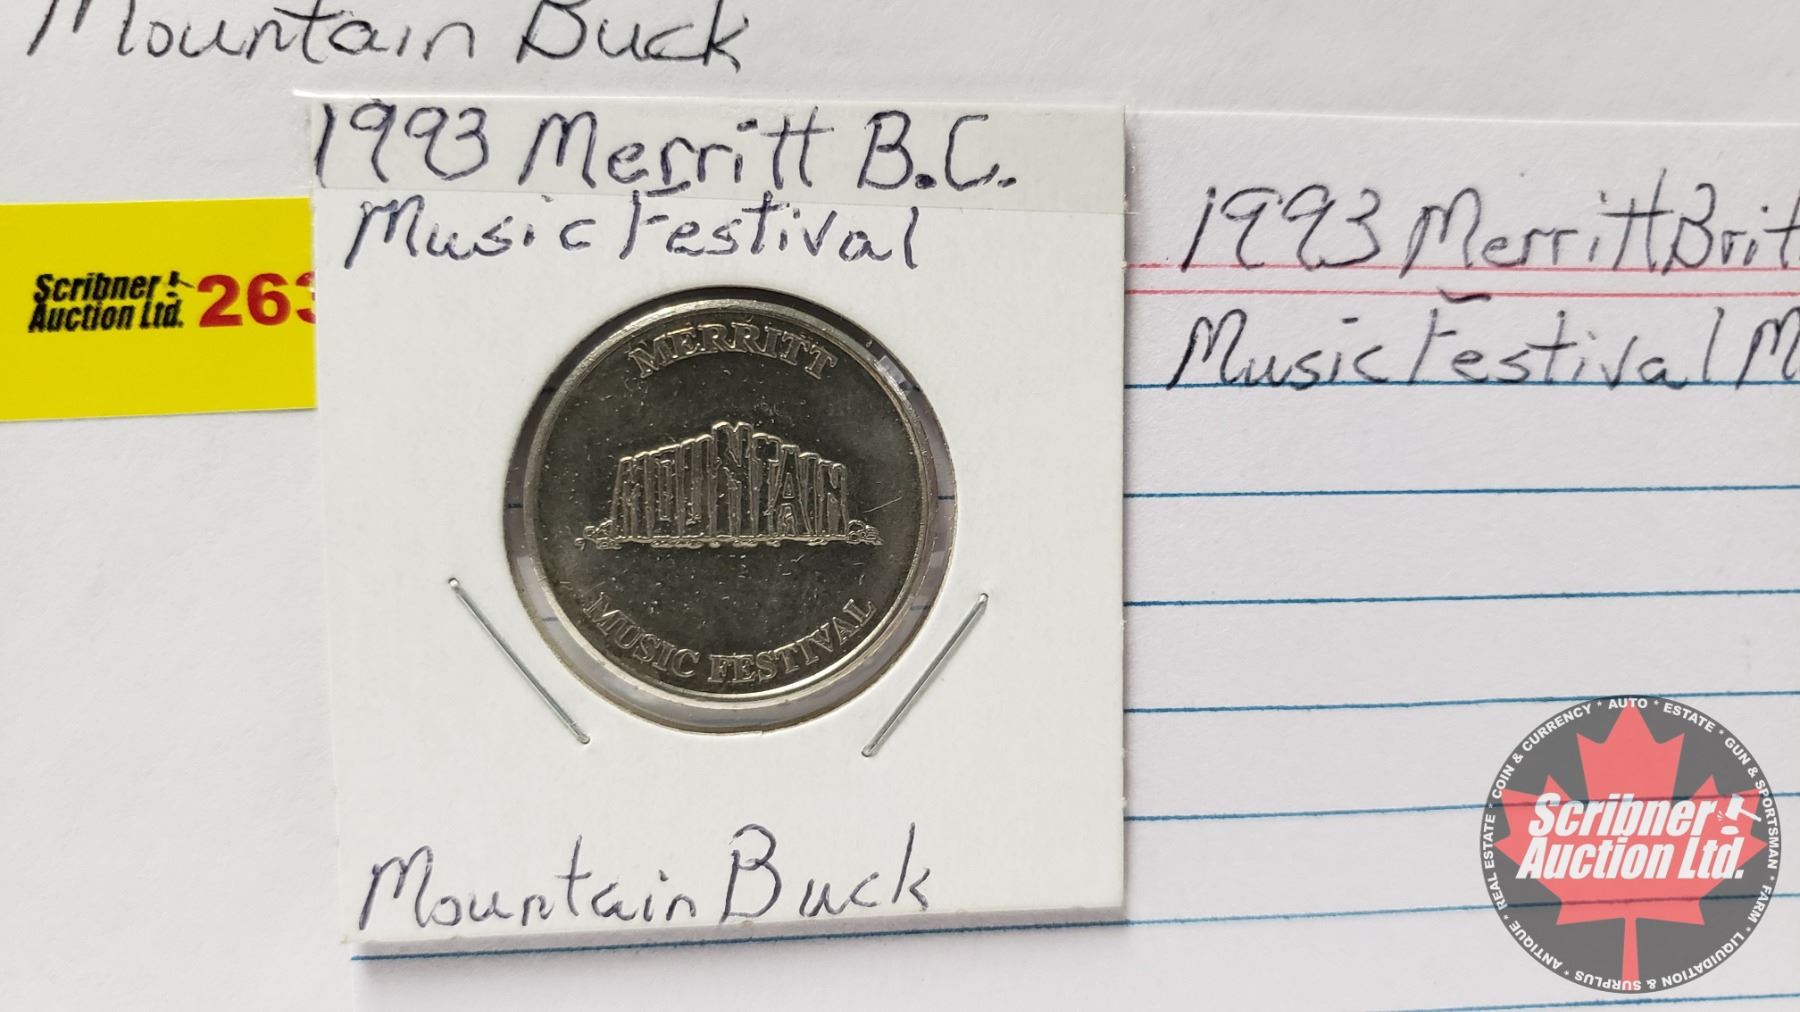 Mountain Buck
1993 Merritt B.C.
Music Festival
1993 Merritt Brit
Music Festival M
Scribner
Auction Ltd. 263
MERRITT
MOUNTAIN
MUSIC FESTIVAL
Mountain Buck
COIN & CURRENCY * AUTO * ESTATE * GUN & SPORTSMAN * FARM * LIQUIDATION & SURPLUS * ANTIQUE * REAL ESTATE *
Scribner
Auction Ltd.